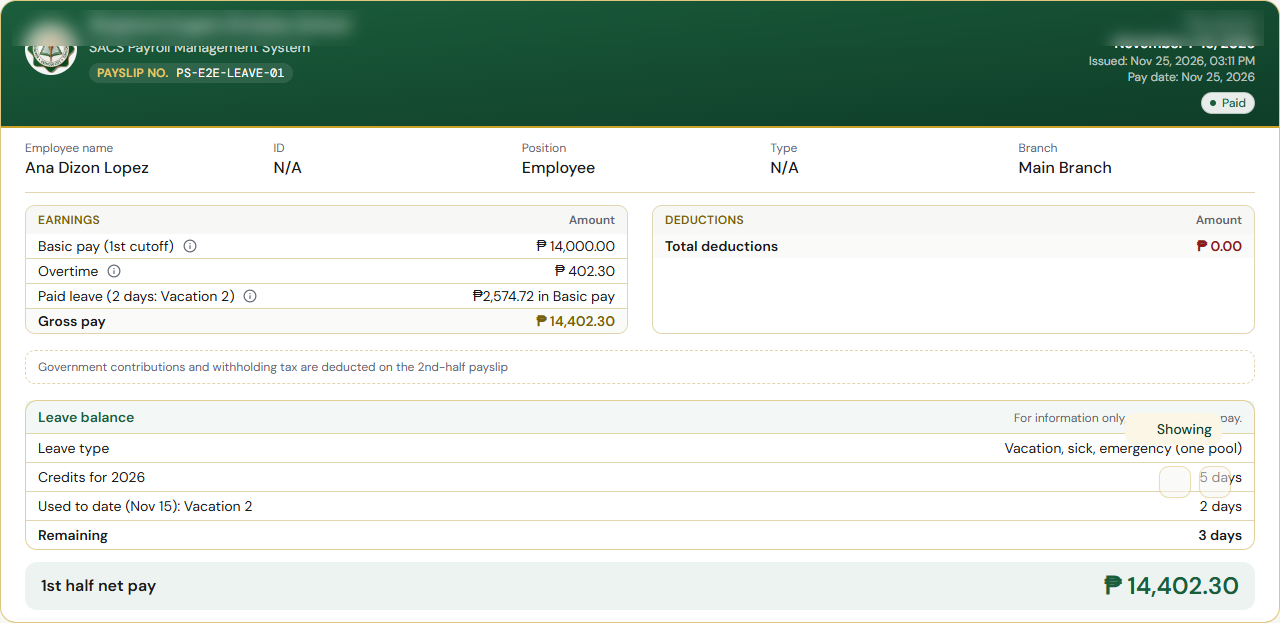 SACS Payroll Management System
PAYSLIP NO. PS-E2E-LEAVE-01
Issued: Nov 25, 2026, 03:11 PM
Pay date: Nov 25, 2026
Paid
Employee name
Ana Dizon Lopez
ID
N/A
Position
Employee
Type
N/A
Branch
Main Branch
EARNINGS Amount
Basic pay (1st cutoff) ₱ 14,000.00
Overtime ₱ 402.30
Paid leave (2 days: Vacation 2) ₱2,574.72 in Basic pay
Gross pay ₱ 14,402.30
DEDUCTIONS Amount
Total deductions ₱ 0.00
Government contributions and withholding tax are deducted on the 2nd-half payslip
Leave balance For information only pay.
Showing
Leave type Vacation, sick, emergency (one pool)
Credits for 2026 5 days
Used to date (Nov 15): Vacation 2 2 days
Remaining 3 days
1st half net pay ₱ 14,402.30